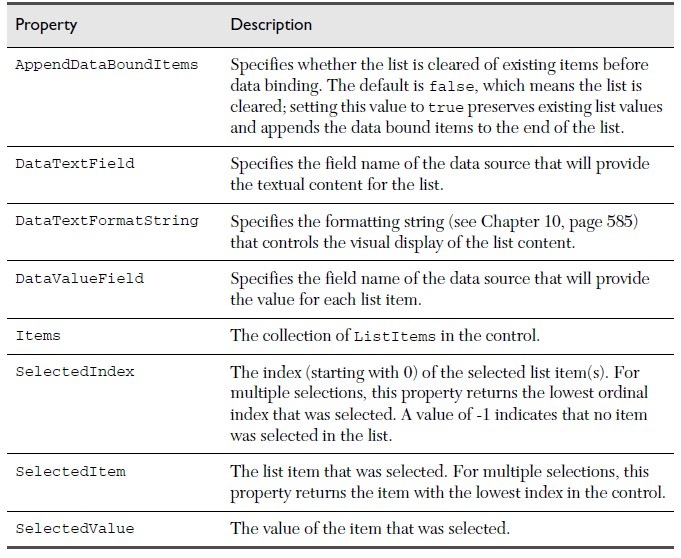 Property Description
AppendDataBoundItems Specifies whether the list is cleared of existing items before
data binding. The default is false, which means the list is
cleared; setting this value to true preserves existing list values
and appends the data bound items to the end of the list.
DataTextField Specifies the field name of the data source that will provide
the textual content for the list.
DataTextFormatString Specifies the formatting string (see Chapter 10, page 585)
that controls the visual display of the list content.
DataValueField Specifies the field name of the data source that will provide
the value for each list item.
Items The collection of ListItems in the control.
SelectedIndex The index (starting with 0) of the selected list item(s). For
multiple selections, this property returns the lowest ordinal
index that was selected. A value of -1 indicates that no item
was selected in the list.
SelectedItem The list item that was selected. For multiple selections, this
property returns the item with the lowest index in the control.
SelectedValue The value of the item that was selected.